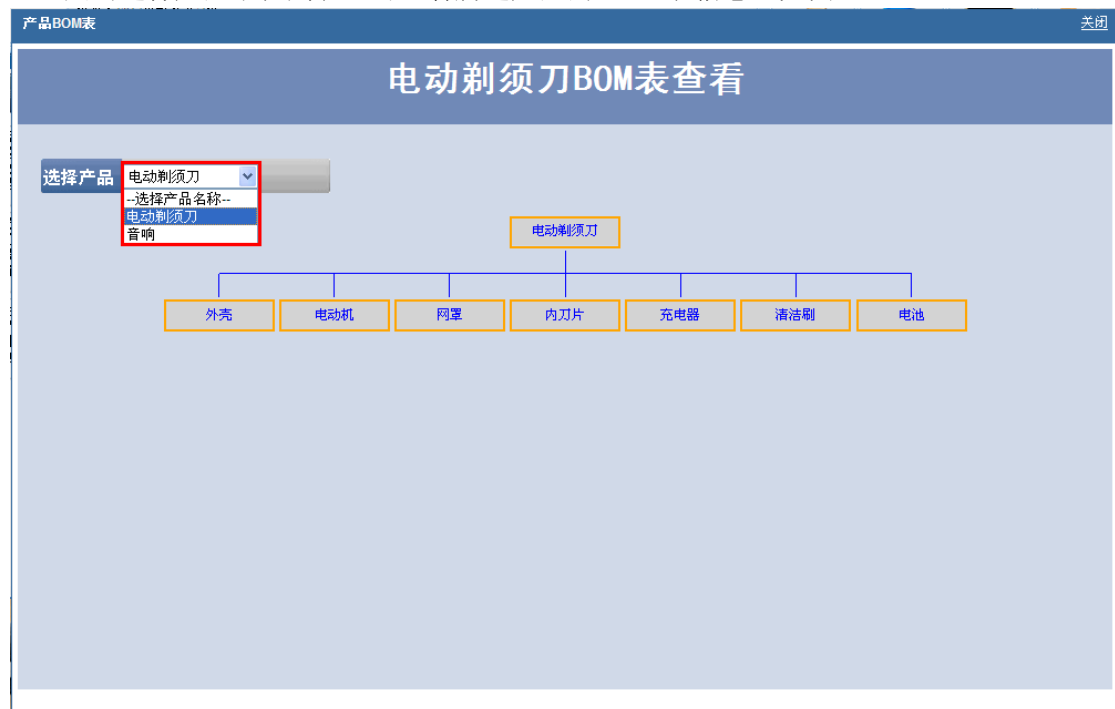 产品BOM表 关闭
电动剃须刀BOM表查看
选择产品 电动剃须刀
--选择产品名称--
电动剃须刀
音响
电动剃须刀
外壳 电动机 网罩 内刀片 充电器 清洁刷 电池